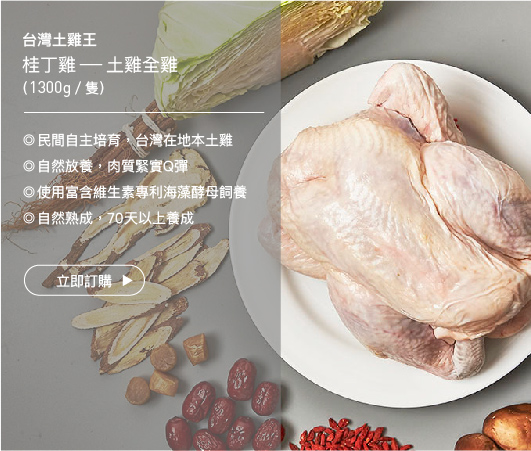 台灣土雞王
桂丁雞 — 土雞全雞
(1300g / 隻)
◎民間自主培育，台灣在地本土雞
◎自然放養，肉質緊實Q彈
◎使用富含維生素專利海藻酵母飼養
◎自然熟成，70天以上養成
立即訂購 ▶